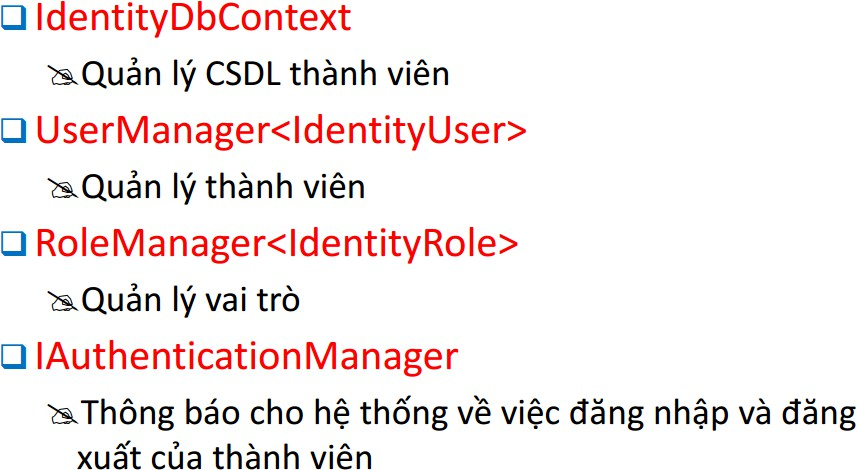 IdentityDbContext
Quản lý CSDL thành viên
UserManager<IdentityUser>
Quản lý thành viên
RoleManager<IdentityRole>
Quản lý vai trò
IAuthenticationManager
Thông báo cho hệ thống về việc đăng nhập và đăng
xuất của thành viên